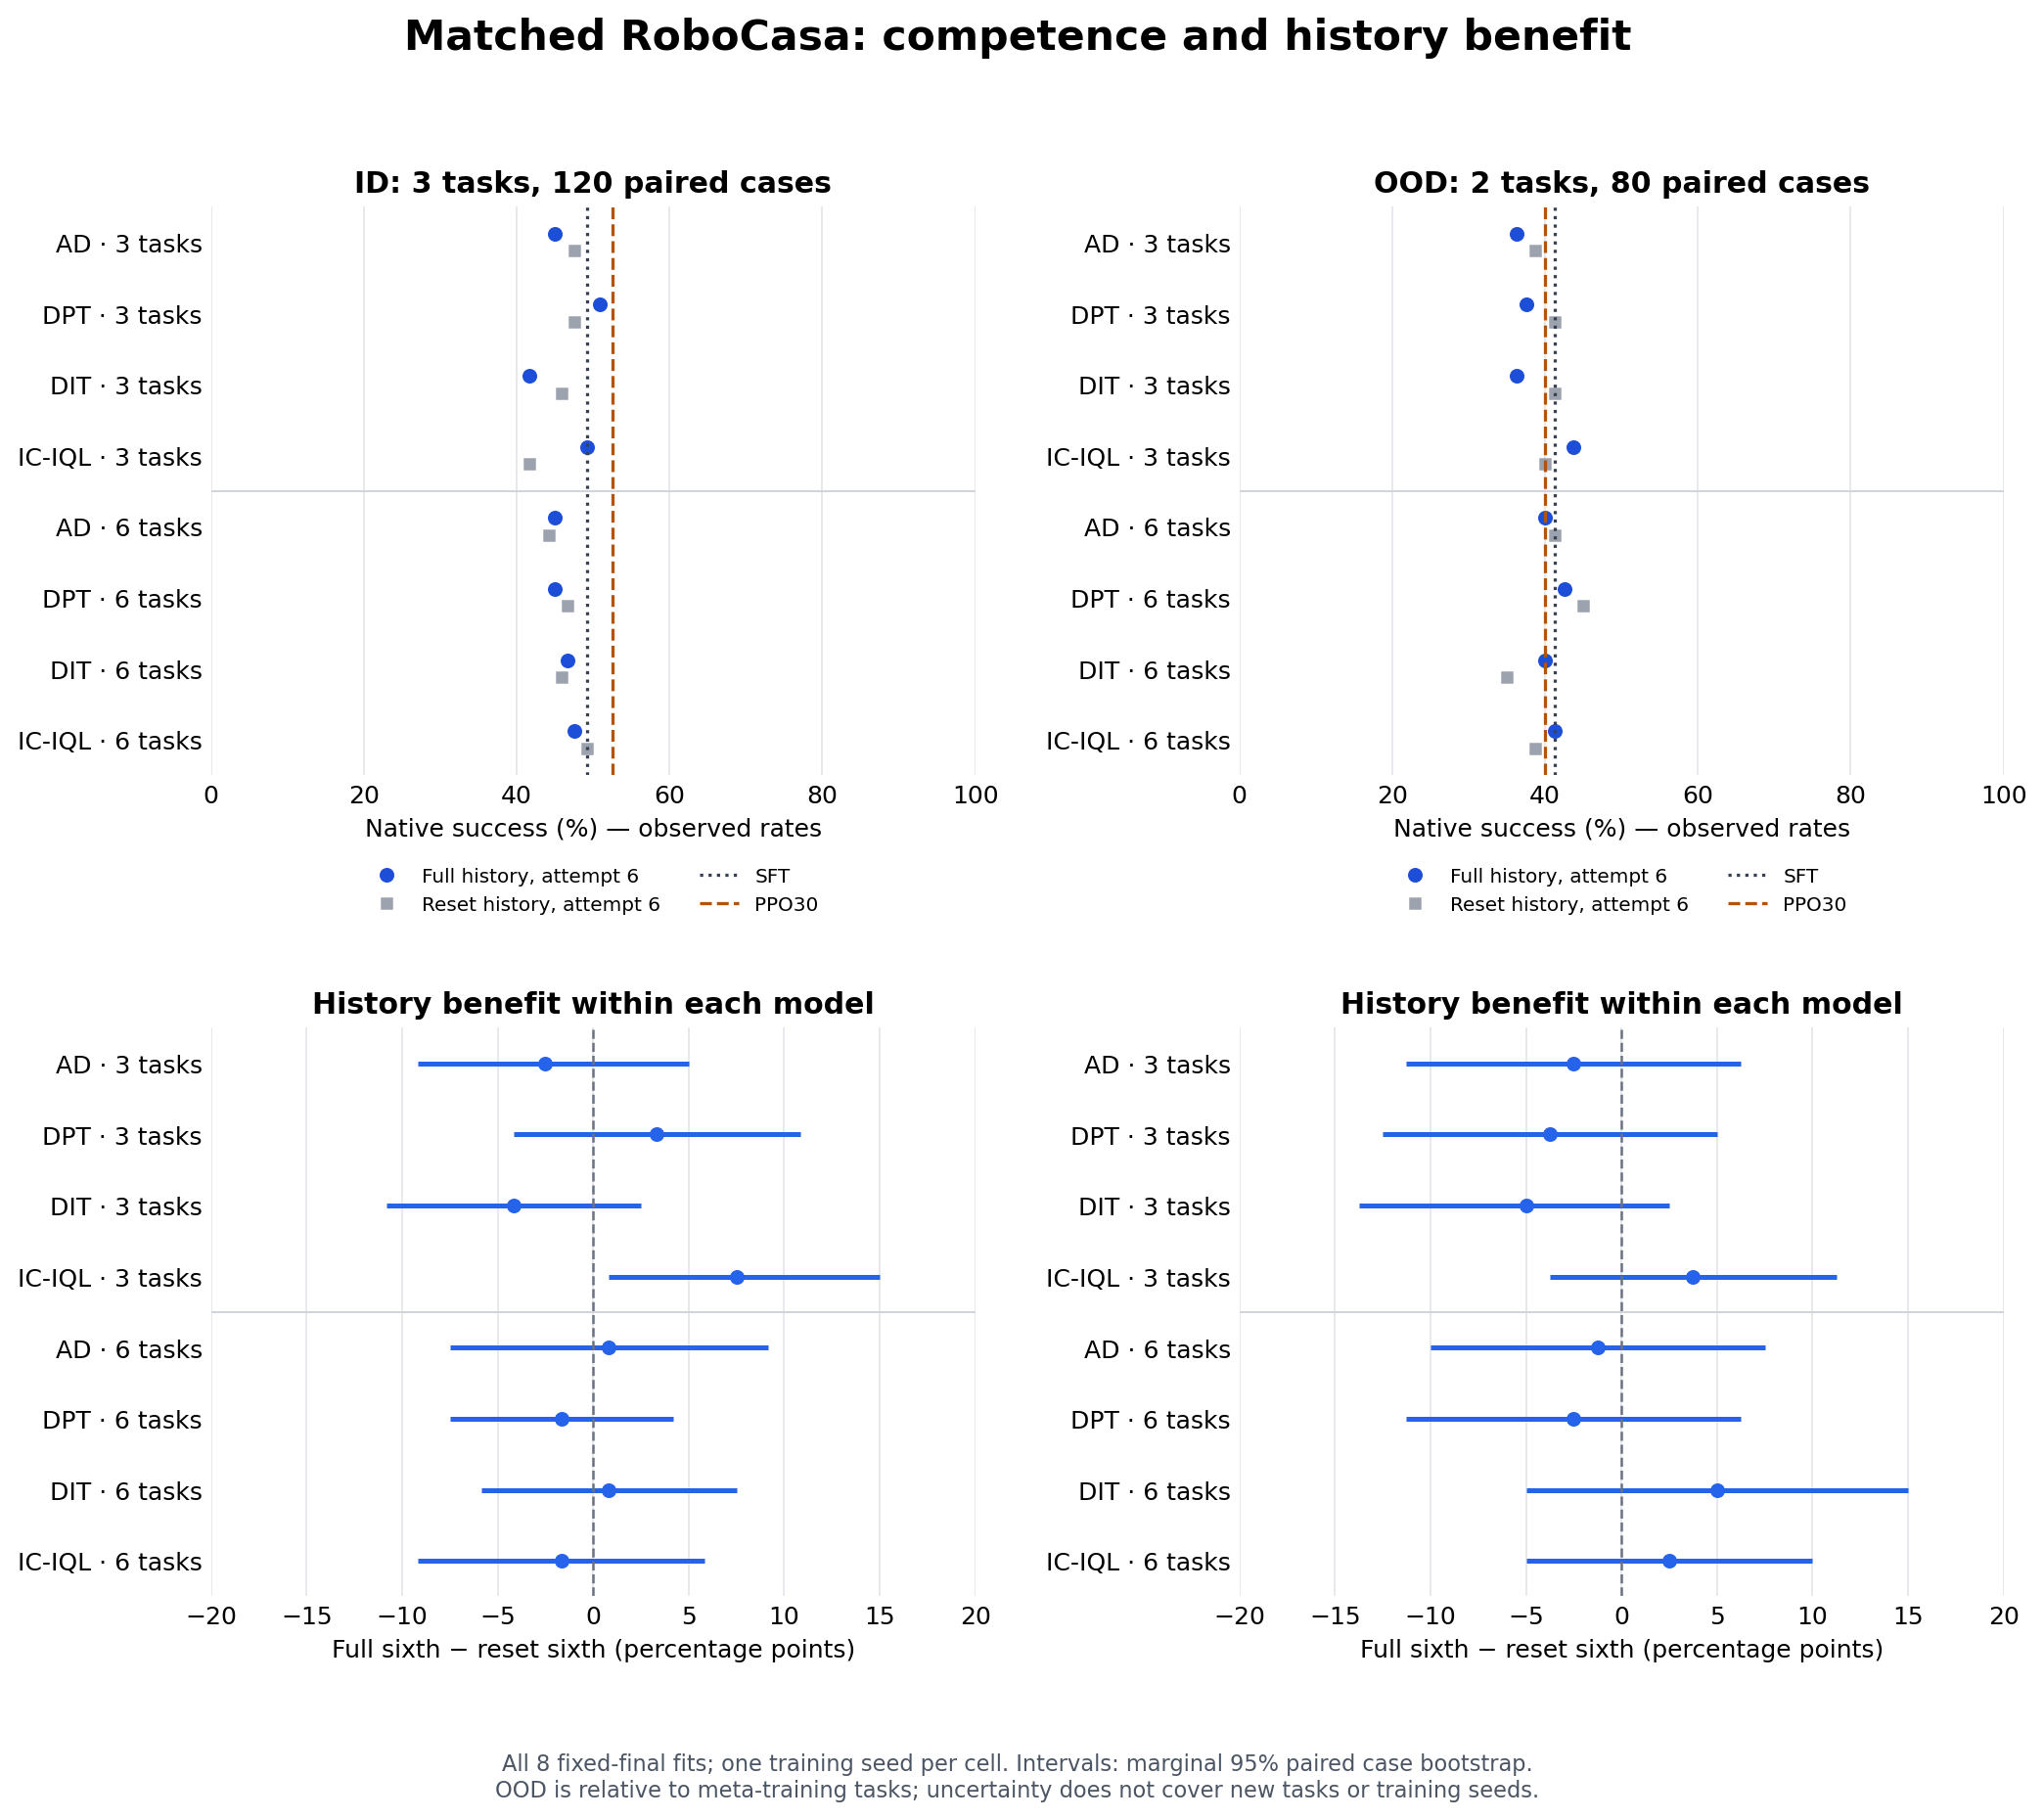 Matched RoboCasa: competence and history benefit
ID: 3 tasks, 120 paired cases
AD · 3 tasks
DPT · 3 tasks
DIT · 3 tasks
IC-IQL · 3 tasks
AD · 6 tasks
DPT · 6 tasks
DIT · 6 tasks
IC-IQL · 6 tasks
0 20 40 60 80 100
Native success (%) — observed rates
Full history, attempt 6 SFT
Reset history, attempt 6 PPO30
OOD: 2 tasks, 80 paired cases
AD · 3 tasks
DPT · 3 tasks
DIT · 3 tasks
IC-IQL · 3 tasks
AD · 6 tasks
DPT · 6 tasks
DIT · 6 tasks
IC-IQL · 6 tasks
0 20 40 60 80 100
Native success (%) — observed rates
Full history, attempt 6 SFT
Reset history, attempt 6 PPO30
History benefit within each model
AD · 3 tasks
DPT · 3 tasks
DIT · 3 tasks
IC-IQL · 3 tasks
AD · 6 tasks
DPT · 6 tasks
DIT · 6 tasks
IC-IQL · 6 tasks
−20 −15 −10 −5 0 5 10 15 20
Full sixth − reset sixth (percentage points)
History benefit within each model
AD · 3 tasks
DPT · 3 tasks
DIT · 3 tasks
IC-IQL · 3 tasks
AD · 6 tasks
DPT · 6 tasks
DIT · 6 tasks
IC-IQL · 6 tasks
−20 −15 −10 −5 0 5 10 15 20
Full sixth − reset sixth (percentage points)
All 8 fixed-final fits; one training seed per cell. Intervals: marginal 95% paired case bootstrap.
OOD is relative to meta-training tasks; uncertainty does not cover new tasks or training seeds.